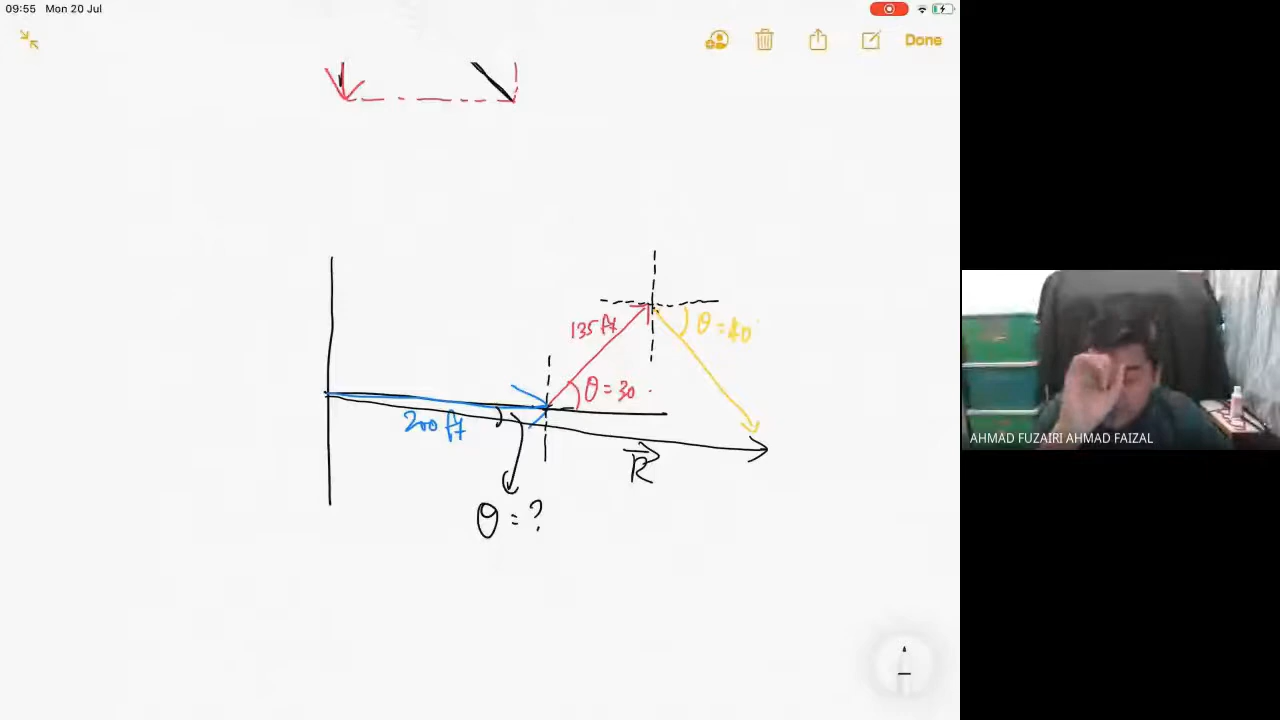 09:55 Mon 20 Jul
Done
135 ft
θ = 40°
θ = 30
200 ft
R
θ = ?
AHMAD FUZAIRI AHMAD FAIZAL